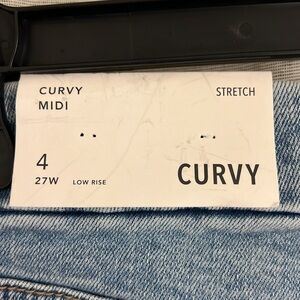 CURVY
MIDI
STRETCH
4
27W LOW RISE
CURVY